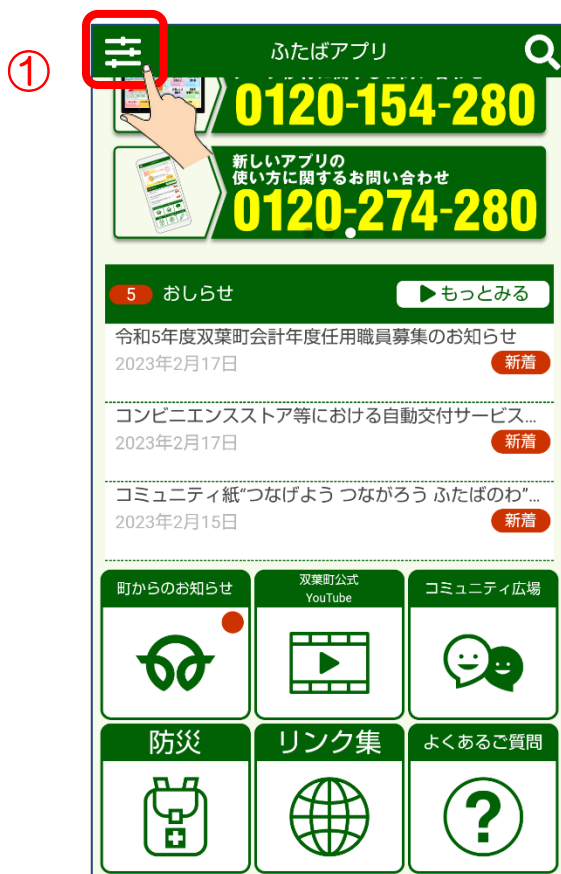 ①
ふたばアプリ
0120-154-280
新しいアプリの
使い方に関するお問い合わせ
0120-274-280
5 おしらせ ▶もっとみる
令和5年度双葉町会計年度任用職員募集のお知らせ
2023年2月17日 新着
コンビニエンスストア等における自動交付サービス...
2023年2月17日 新着
コミュニティ紙“つなげよう つながろう ふたばのわ”...
2023年2月15日 新着
町からのお知らせ 双葉町公式 コミュニティ広場
YouTube
防災 リンク集 よくあるご質問
?